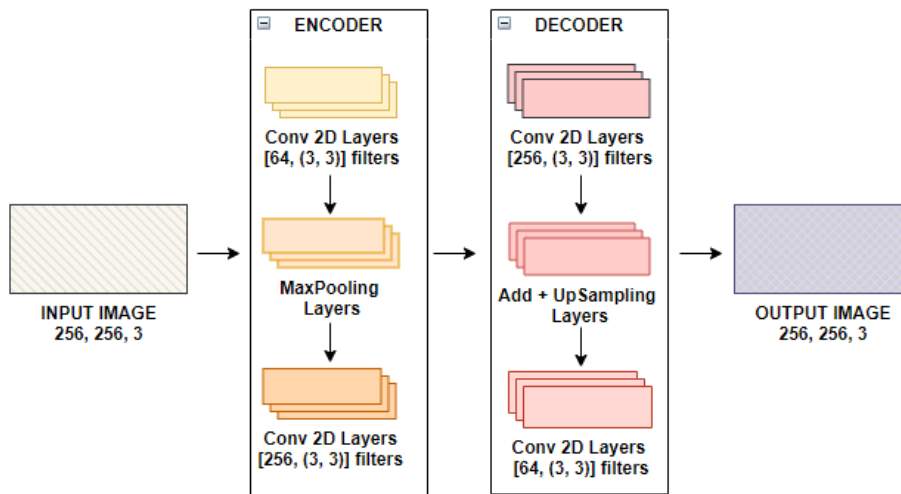 ENCODER
Conv 2D Layers
[64, (3, 3)] filters
MaxPooling
Layers
Conv 2D Layers
[256, (3, 3)] filters
DECODER
Conv 2D Layers
[256, (3, 3)] filters
Add + UpSampling
Layers
Conv 2D Layers
[64, (3, 3)] filters
INPUT IMAGE
256, 256, 3
OUTPUT IMAGE
256, 256, 3